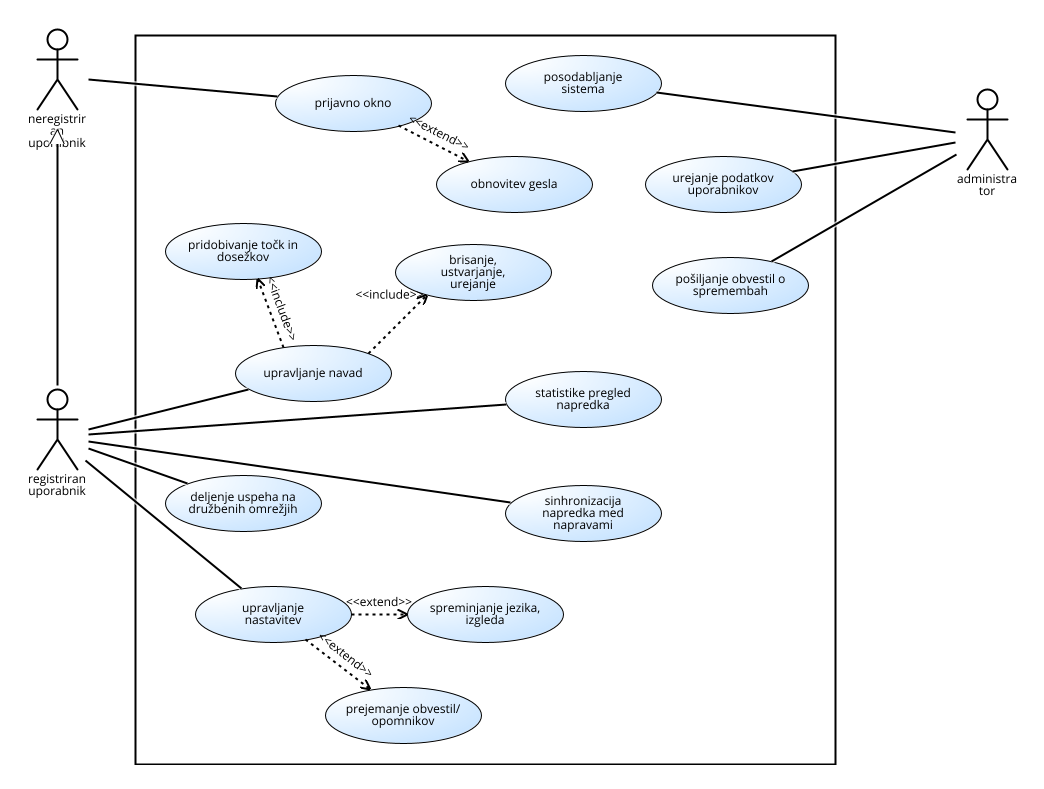 neregistrir
an
uporabnik
prijavno okno
<<extend>>
obnovitev gesla
posodabljanje
sistema
urejanje podatkov
uporabnikov
administra
tor
pošiljanje obvestil o
spremembah
pridobivanje točk in
dosežkov
brisanje,
ustvarjanje,
urejanje
<<include>>
<<include>>
upravljanje navad
statistike pregled
napredka
registriran
uporabnik
deljenje uspeha na
družbenih omrežjih
sinhronizacija
napredka med
napravami
upravljanje
nastavitev
<<extend>>
spreminjanje jezika,
izgleda
<<extend>>
prejemanje obvestil/
opomnikov